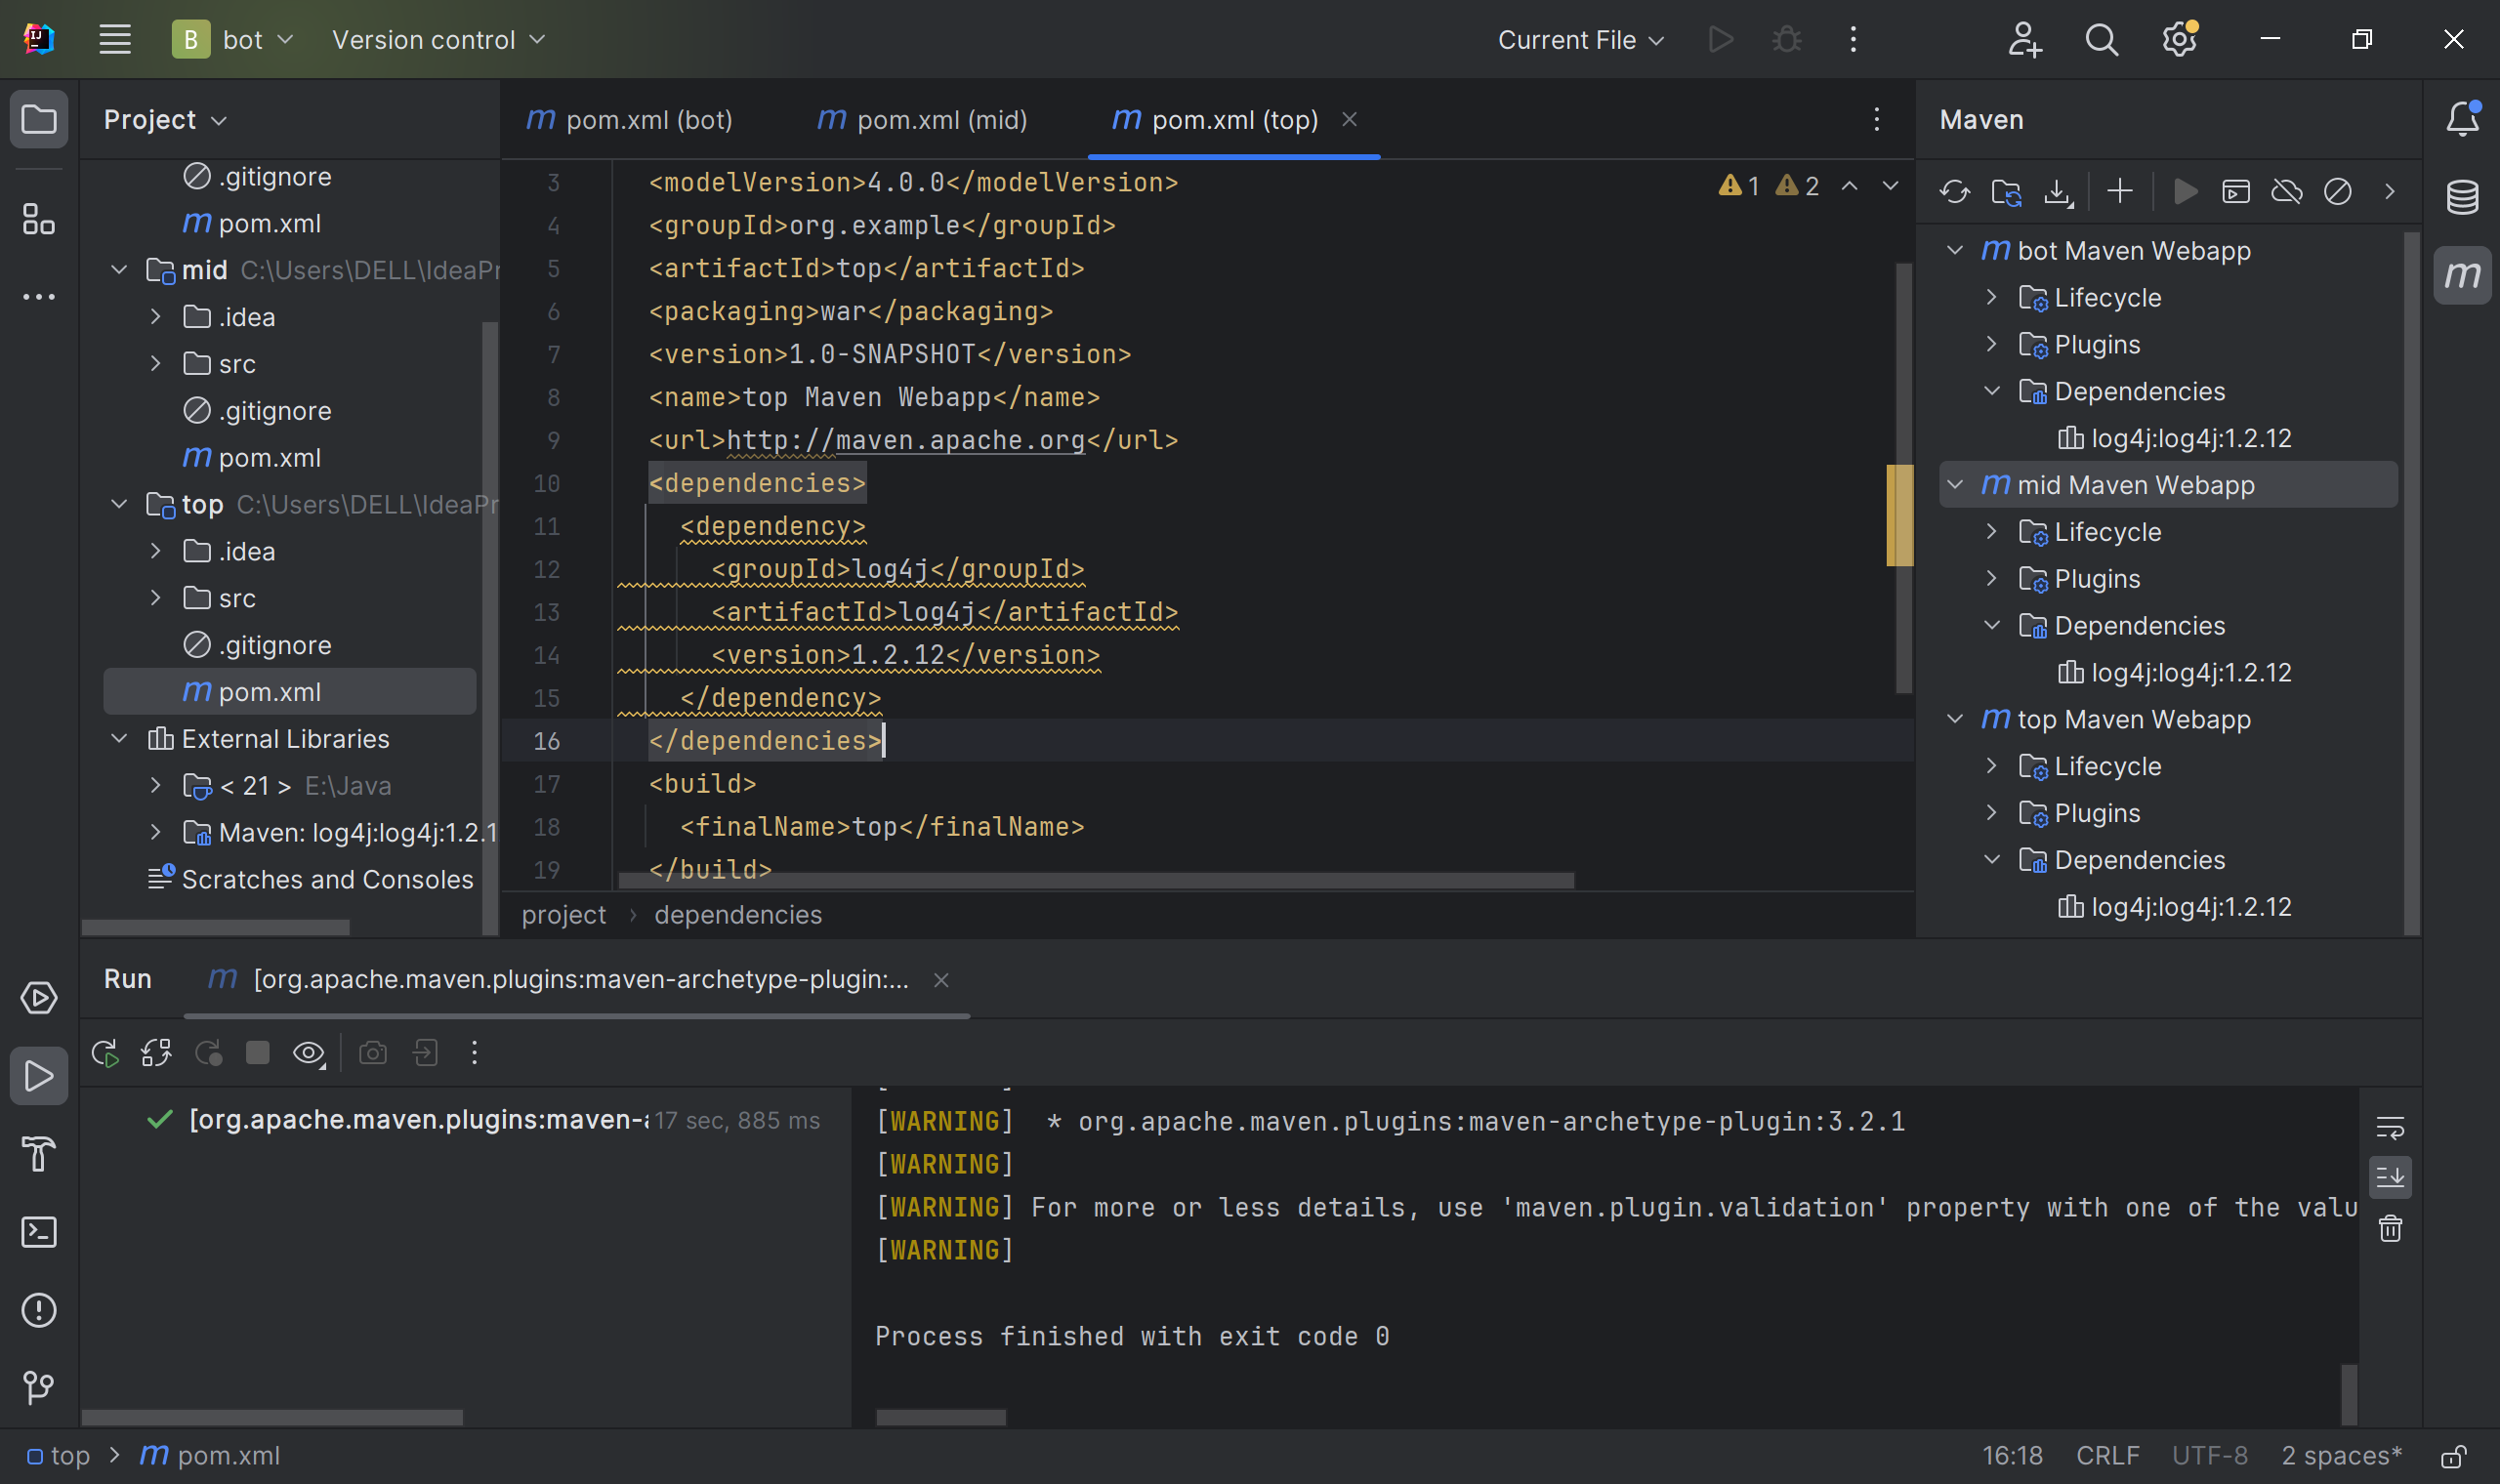 B bot Version control Current File
Project
.gitignore
pom.xml
mid C:\Users\DELL\IdeaPr
.idea
src
.gitignore
pom.xml
top C:\Users\DELL\IdeaPr
.idea
src
.gitignore
pom.xml
External Libraries
< 21 > E:\Java
Maven: log4j:log4j:1.2.1
Scratches and Consoles
pom.xml (bot) pom.xml (mid) pom.xml (top)
1 2
3 <modelVersion>4.0.0</modelVersion>
4 <groupId>org.example</groupId>
5 <artifactId>top</artifactId>
6 <packaging>war</packaging>
7 <version>1.0-SNAPSHOT</version>
8 <name>top Maven Webapp</name>
9 <url>http://maven.apache.org</url>
10 <dependencies>
11 <dependency>
12 <groupId>log4j</groupId>
13 <artifactId>log4j</artifactId>
14 <version>1.2.12</version>
15 </dependency>
16 </dependencies>
17 <build>
18 <finalName>top</finalName>
19 </build>
project › dependencies
Maven
bot Maven Webapp
Lifecycle
Plugins
Dependencies
log4j:log4j:1.2.12
mid Maven Webapp
Lifecycle
Plugins
Dependencies
log4j:log4j:1.2.12
top Maven Webapp
Lifecycle
Plugins
Dependencies
log4j:log4j:1.2.12
Run [org.apache.maven.plugins:maven-archetype-plugin:...
[org.apache.maven.plugins:maven-a 17 sec, 885 ms
[WARNING] * org.apache.maven.plugins:maven-archetype-plugin:3.2.1
[WARNING]
[WARNING] For more or less details, use 'maven.plugin.validation' property with one of the valu
[WARNING]
Process finished with exit code 0
top > pom.xml 16:18 CRLF UTF-8 2 spaces*